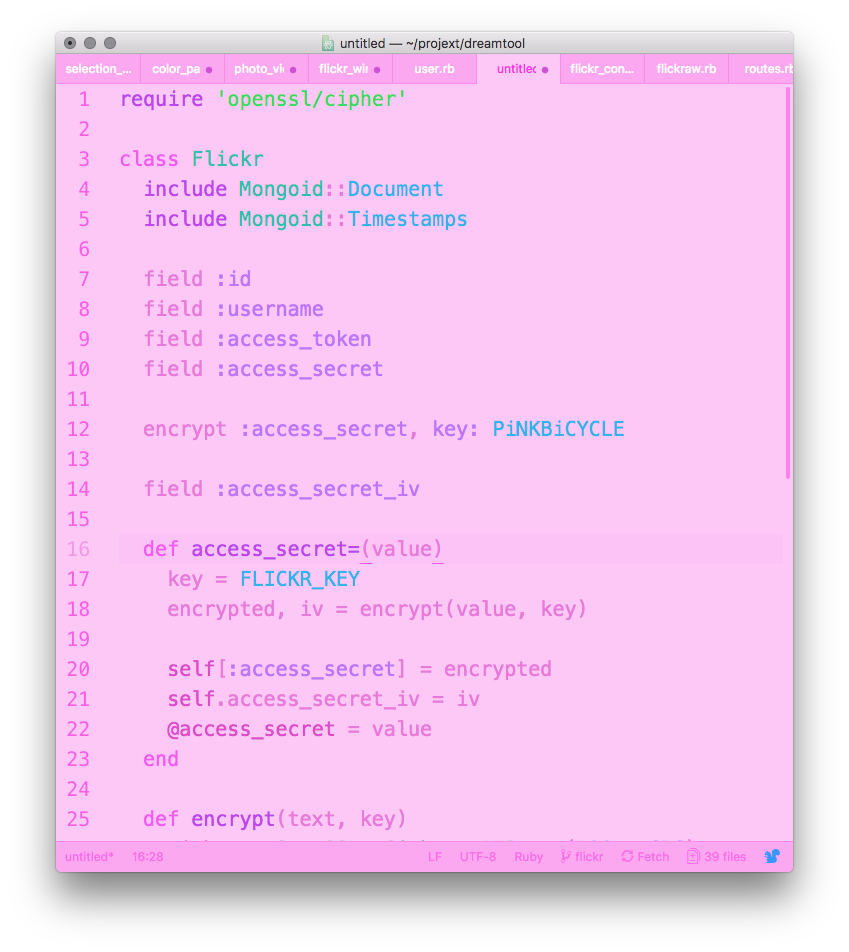 untitled — ~/projext/dreamtool
selection_... color_pa photo_vi flickr_wir user.rb untitlec flickr_con... flickraw.rb routes.rb
1 require 'openssl/cipher'
2
3 class Flickr
4 include Mongoid::Document
5 include Mongoid::Timestamps
6
7 field :id
8 field :username
9 field :access_token
10 field :access_secret
11
12 encrypt :access_secret, key: PiNKBiCYCLE
13
14 field :access_secret_iv
15
16 def access_secret=(value)
17 key = FLICKR_KEY
18 encrypted, iv = encrypt(value, key)
19
20 self[:access_secret] = encrypted
21 self.access_secret_iv = iv
22 @access_secret = value
23 end
24
25 def encrypt(text, key)
untitled* 16:28 LF UTF-8 Ruby flickr Fetch 39 files